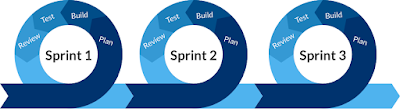 Test Build
Review Plan
Sprint 1
Test Build
Review Plan
Sprint 2
Test Build
Review Plan
Sprint 3